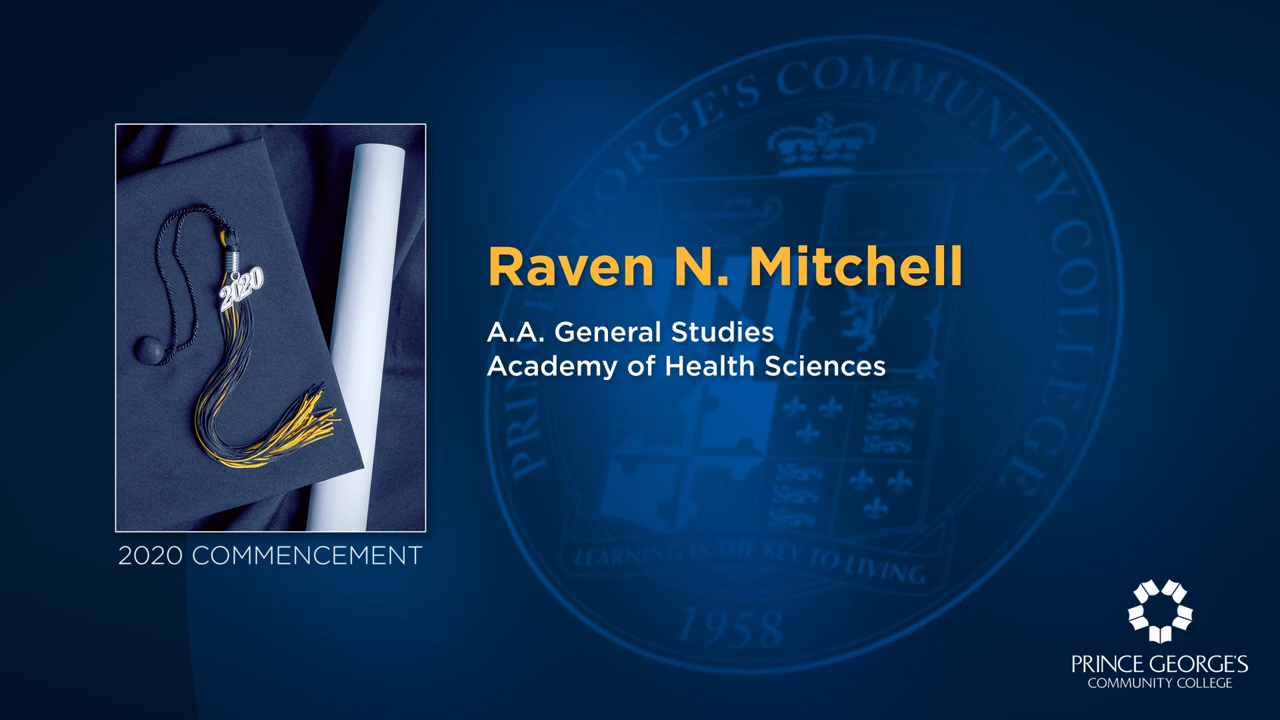 PRINCE GEORGE'S COMMUNITY COLLEGE
2020
Raven N. Mitchell
A.A. General Studies
Academy of Health Sciences
2020 COMMENCEMENT
LEARNING IS THE KEY TO LIVING
1958
PRINCE GEORGE'S
COMMUNITY COLLEGE